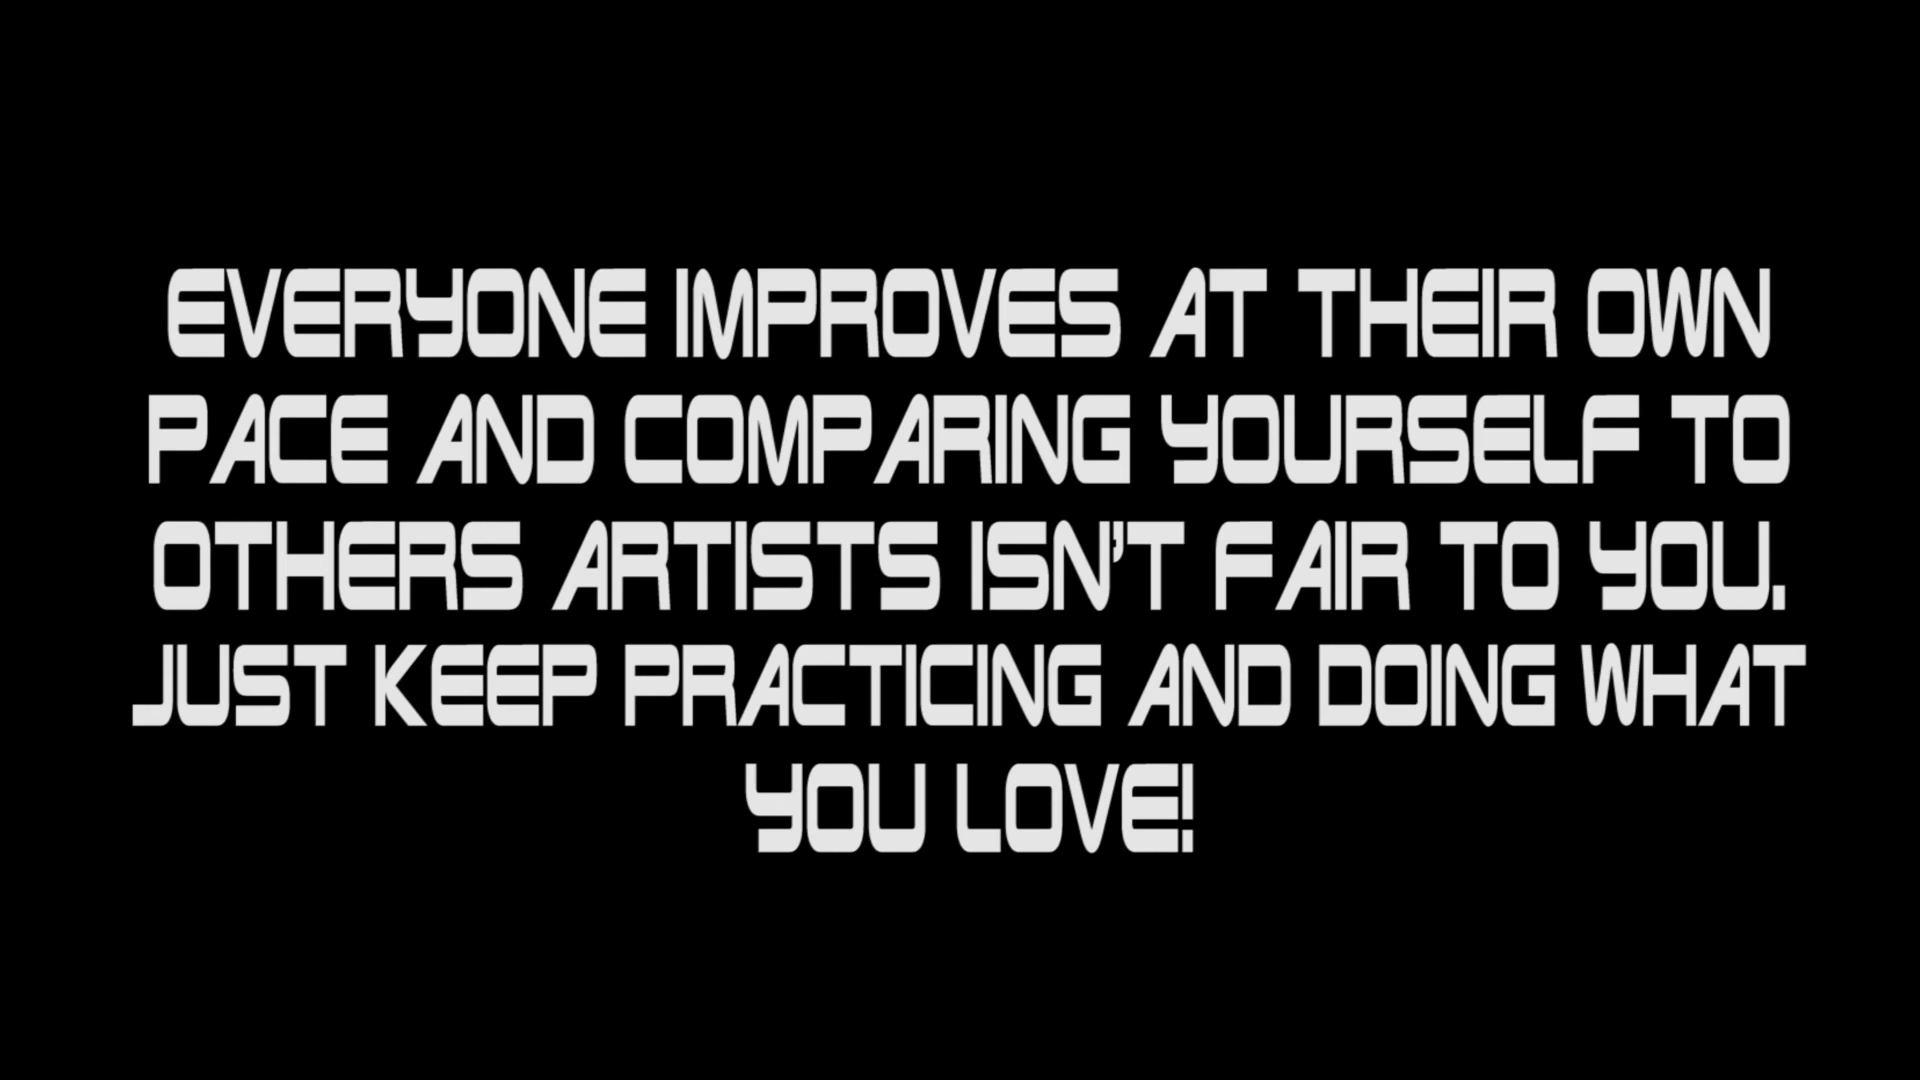 EVERYONE IMPROVES AT THEIR OWN
PACE AND COMPARING YOURSELF TO
OTHERS ARTISTS ISN'T FAIR TO YOU.
JUST KEEP PRACTICING AND DOING WHAT
YOU LOVE!